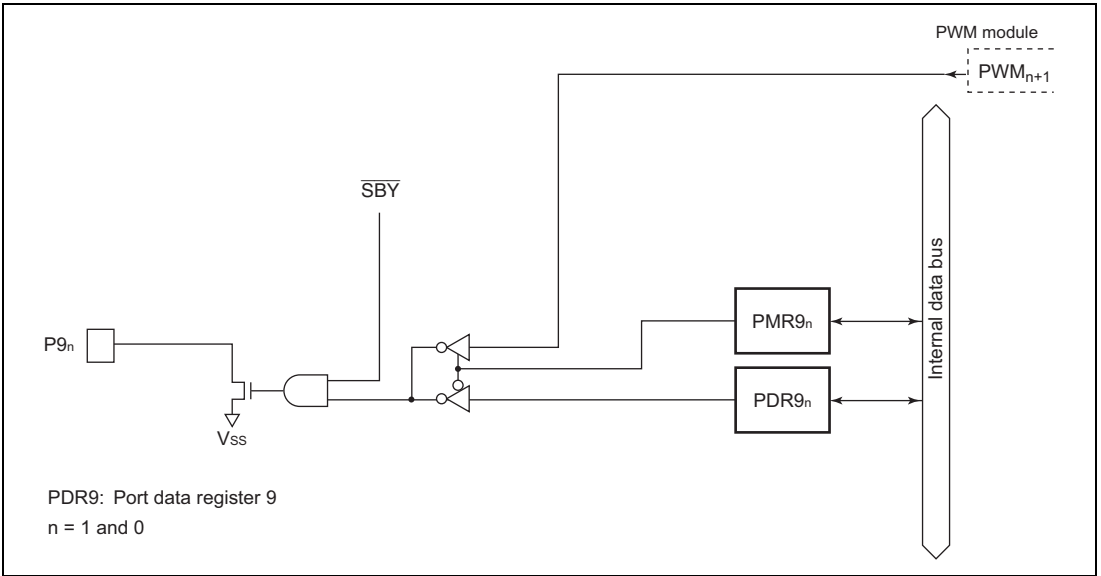 PWM module
PWMn+1
SBY
Internal data bus
PMR9n
P9n
PDR9n
VSS
PDR9: Port data register 9
n = 1 and 0